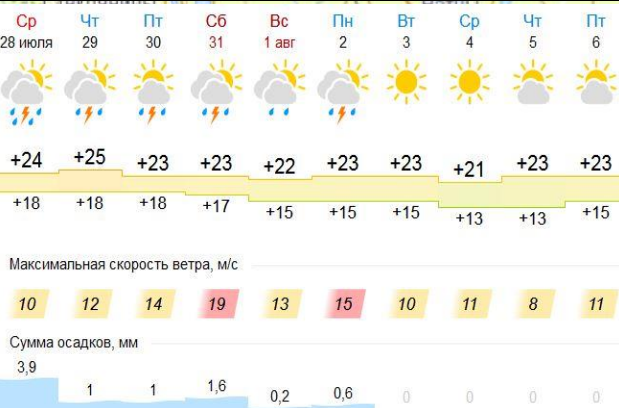 Ср Чт Пт Сб Вс Пн Вт Ср Чт Пт
28 июля 29 30 31 1 авг 2 3 4 5 6
+24 +25 +23 +23 +22 +23 +23 +21 +23 +23
+18 +18 +18 +17 +15 +15 +15 +13 +13 +15
Максимальная скорость ветра, м/с
10 12 14 19 13 15 10 11 8 11
Сумма осадков, мм
3,9 1 1 1,6 0,2 0,6 0 0 0 0